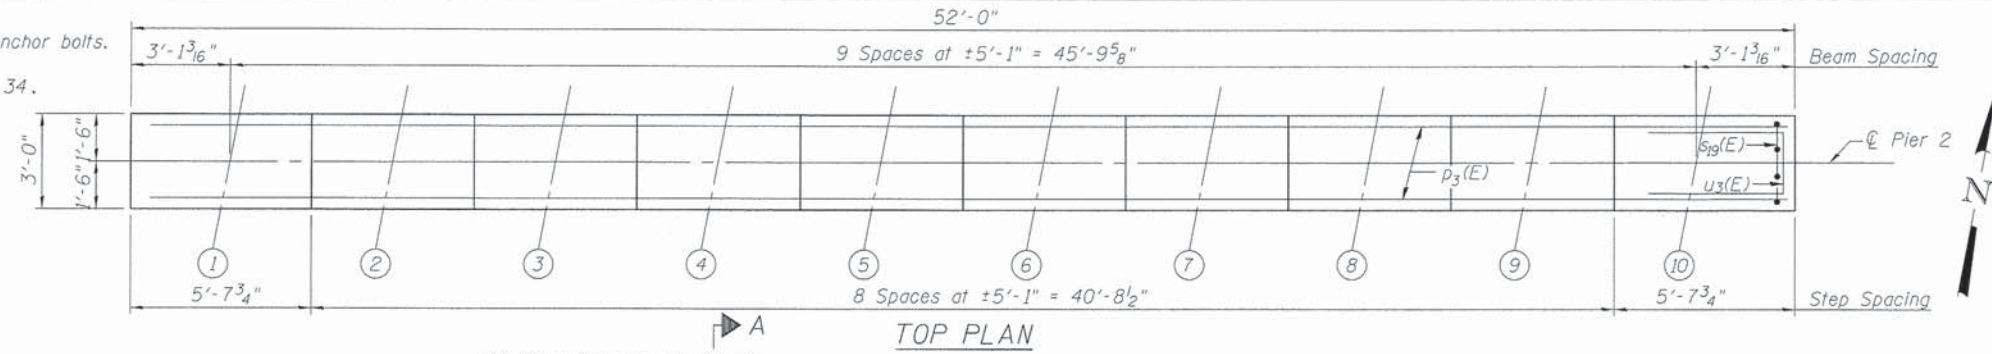 52'-0"
nchor bolts.
3'-1 3/16"
9 Spaces at ±5'-1" = 45'-9 5/8"
3'-1 3/16"
Beam Spacing
34.
3'-0"
1'-6"
1'-6"
s19(E)
p3(E)
u3(E)
℄ Pier 2
N
1
2
3
4
5
6
7
8
9
10
5'-7 3/4"
8 Spaces at ±5'-1" = 40'-8 1/2"
5'-7 3/4"
Step Spacing
A
TOP PLAN